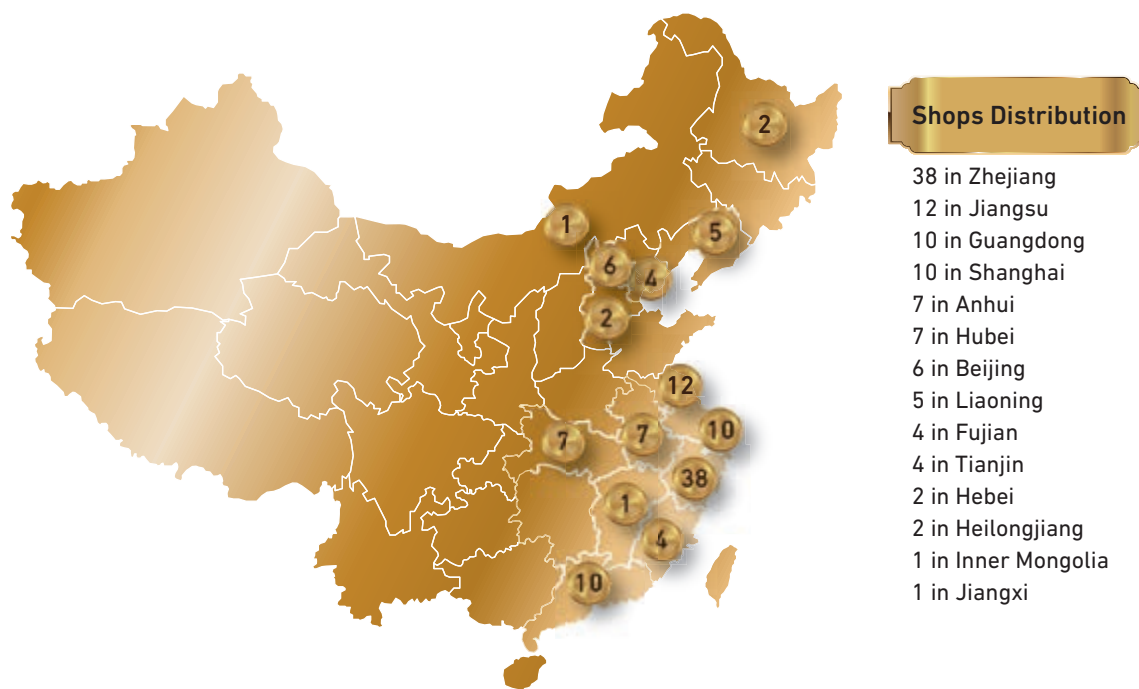 2
1
5
6
4
2
12
10
7
7
38
1
4
10
Shops Distribution
38 in Zhejiang
12 in Jiangsu
10 in Guangdong
10 in Shanghai
7 in Anhui
7 in Hubei
6 in Beijing
5 in Liaoning
4 in Fujian
4 in Tianjin
2 in Hebei
2 in Heilongjiang
1 in Inner Mongolia
1 in Jiangxi